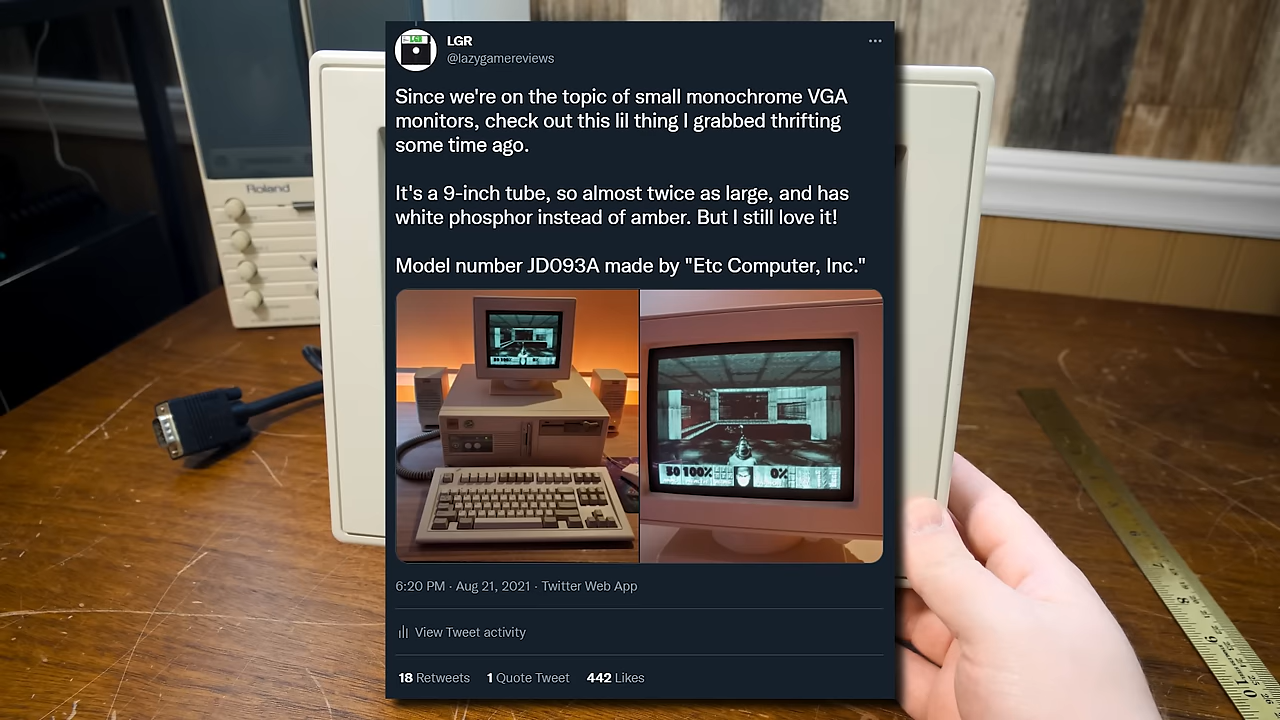 LGR
@lazygamereviews
Since we're on the topic of small monochrome VGA
monitors, check out this lil thing I grabbed thrifting
some time ago.
It's a 9-inch tube, so almost twice as large, and has
white phosphor instead of amber. But I still love it!
Model number JD093A made by "Etc Computer, Inc."
50 100% 0%
6:20 PM · Aug 21, 2021 · Twitter Web App
View Tweet activity
18 Retweets 1 Quote Tweet 442 Likes
Roland